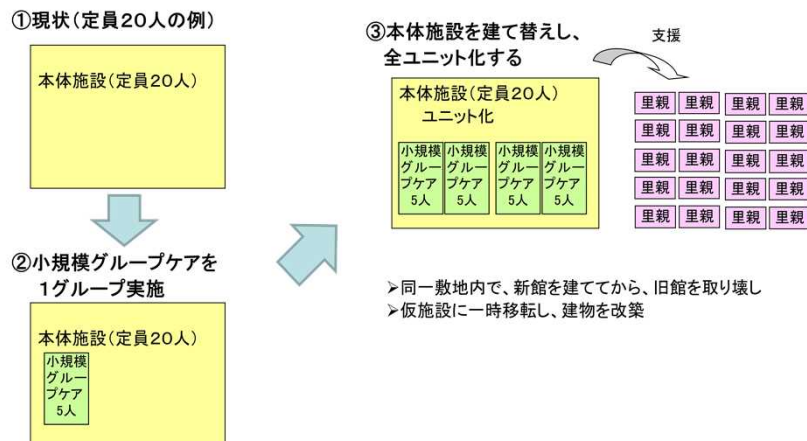 ①現状(定員20人の例)
本体施設(定員20人)
②小規模グループケアを
1グループ実施
本体施設(定員20人)
小規模
グルー
プケア
5人
③本体施設を建て替えし、
全ユニット化する
支援
本体施設(定員20人)
ユニット化
小規模 小規模 小規模 小規模
グルー グルー グルー グルー
プケア プケア プケア プケア
5人 5人 5人 5人
里親 里親 里親 里親
里親 里親 里親 里親
里親 里親 里親 里親
里親 里親 里親 里親
里親 里親 里親 里親
➢同一敷地内で、新館を建ててから、旧館を取り壊し
➢仮施設に一時移転し、建物を改築